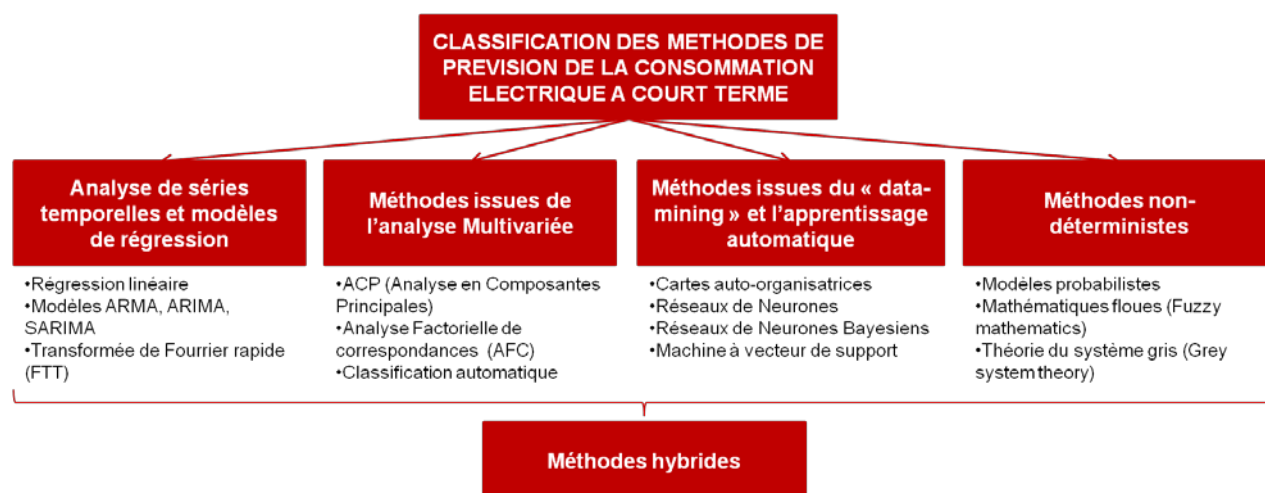 CLASSIFICATION DES METHODES DE
PREVISION DE LA CONSOMMATION
ELECTRIQUE A COURT TERME
Analyse de séries
temporelles et modèles
de régression
•Régression linéaire
•Modèles ARMA, ARIMA,
SARIMA
•Transformée de Fourrier rapide
(FTT)
Méthodes issues de
l'analyse Multivariée
•ACP (Analyse en Composantes
Principales)
•Analyse Factorielle de
correspondances (AFC)
•Classification automatique
Méthodes issues du « data-
mining » et l'apprentissage
automatique
•Cartes auto-organisatrices
•Réseaux de Neurones
•Réseaux de Neurones Bayesiens
•Machine à vecteur de support
Méthodes non-
déterministes
•Modèles probabilistes
•Mathématiques floues (Fuzzy
mathematics)
•Théorie du système gris (Grey
system theory)
Méthodes hybrides